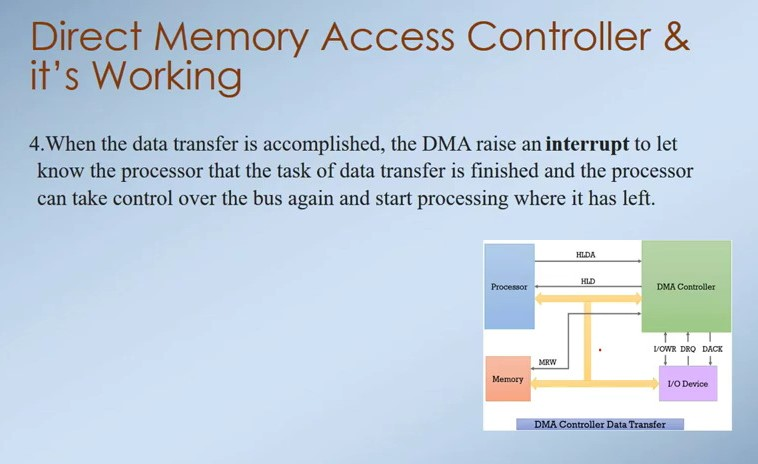 Direct Memory Access Controller &
it's Working
4.When the data transfer is accomplished, the DMA raise an interrupt to let
know the processor that the task of data transfer is finished and the processor
can take control over the bus again and start processing where it has left.
HLDA
HLD
Processor
DMA Controller
I/OWR DRQ DACK
MRW
Memory
I/O Device
DMA Controller Data Transfer